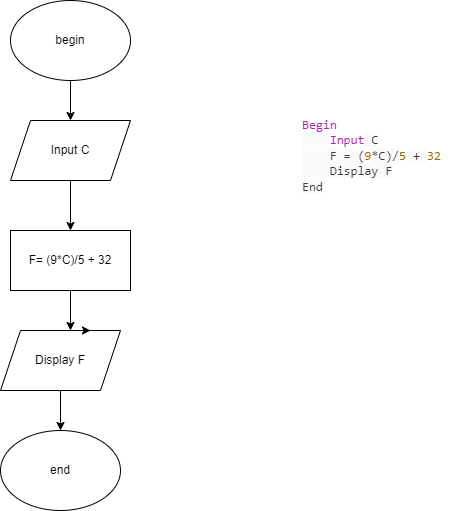 begin
Input C
F= (9*C)/5 + 32
Display F
end
Begin
    Input C
    F = (9*C)/5 + 32
    Display F
End